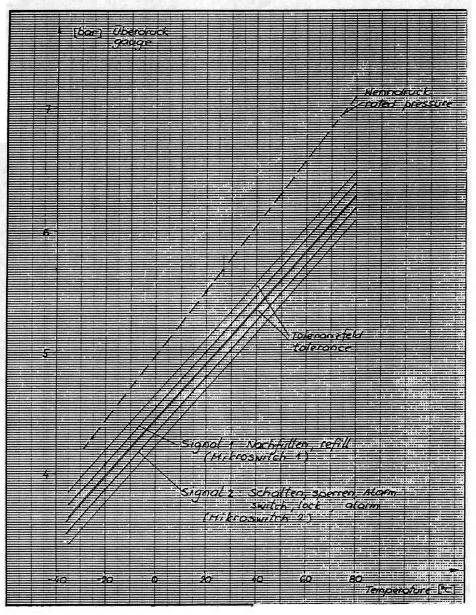 [bar] Überdruck
gauge
7
Nenndruck
rated pressure
6
Toleranzfeld
tolerance
5
Signal 1: Nachfüllen, refill
(Mikroswitch 1)
4
Signal 2: Schalten, sperren, Alarm
switch, lock, alarm
(Mikroswitch 2)
-40 -20 0 20 40 60 80
Temperature [°C]